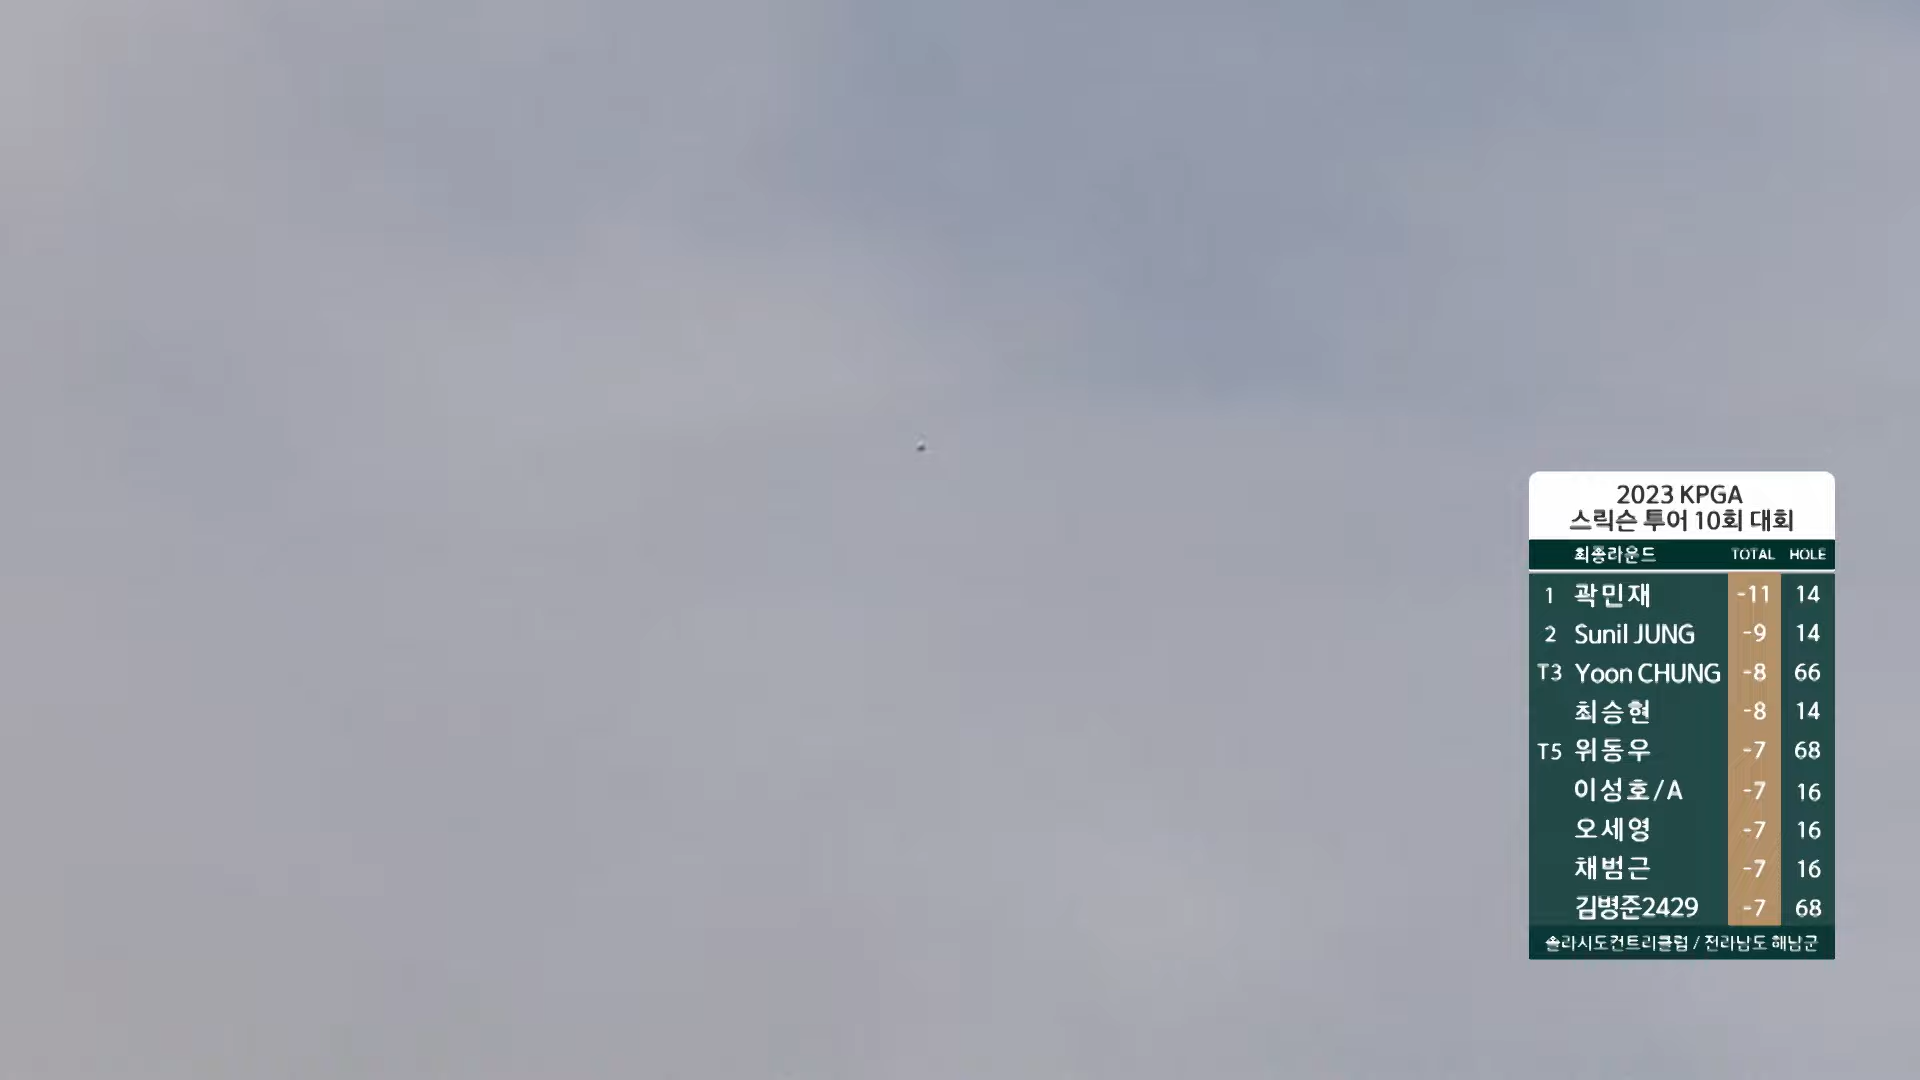 2023 KPGA
스릭슨 투어 10회 대회
최종라운드 TOTAL HOLE
1 곽민재 -11 14
2 Sunil JUNG -9 14
T3 Yoon CHUNG -8 66
최승현 -8 14
T5 위동우 -7 68
이성호/A -7 16
오세영 -7 16
채범근 -7 16
김병준2429 -7 68
솔라시도컨트리클럽 / 전라남도 해남군